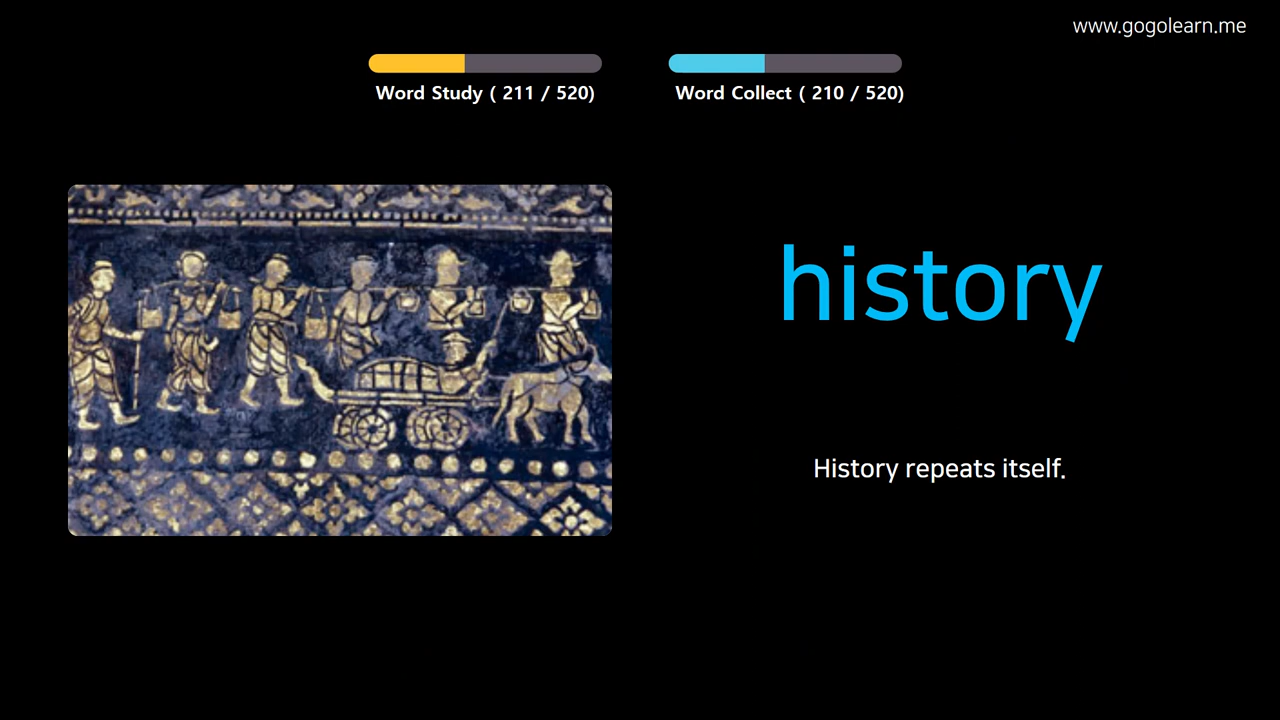 www.gogolearn.me
Word Study ( 211 / 520)
Word Collect ( 210 / 520)
history
History repeats itself.